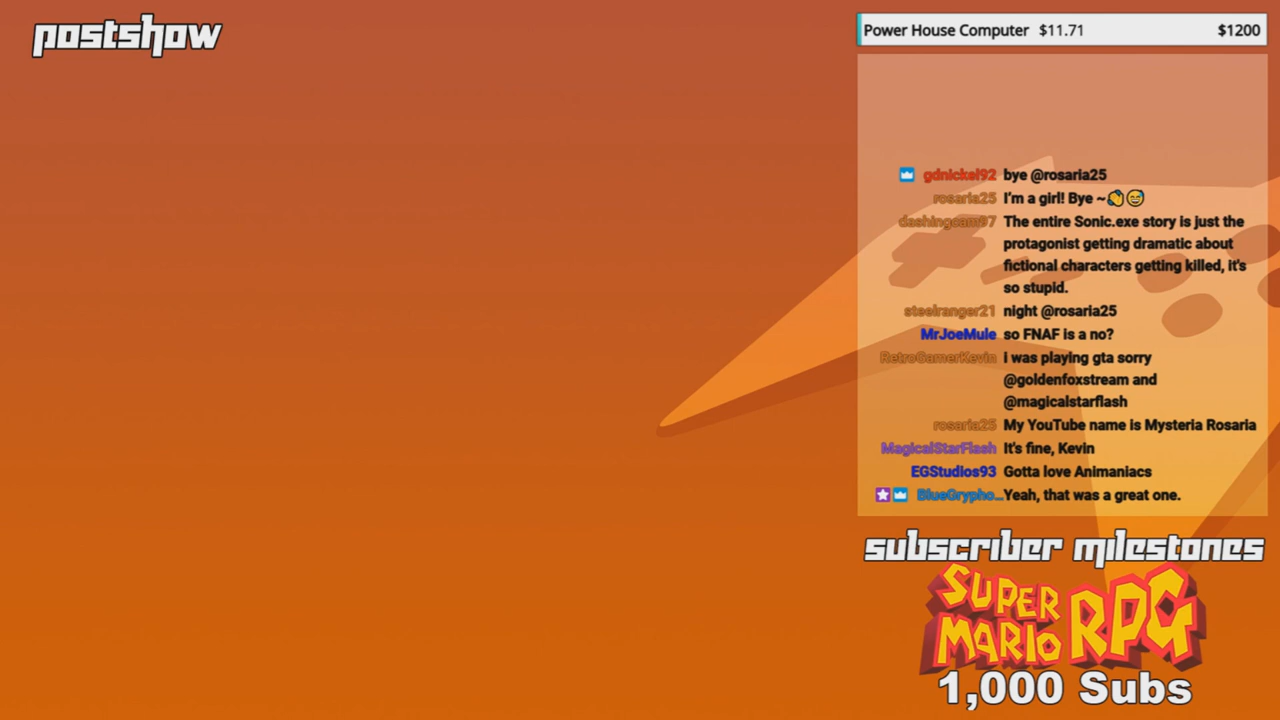 postshow
Power House Computer $11.71 $1200
gdnickel92 bye @rosaria25
rosaria25 I'm a girl! Bye ~👏😅
dashingcam97 The entire Sonic.exe story is just the
protagonist getting dramatic about
fictional characters getting killed, it's
so stupid.
steelranger21 night @rosaria25
MrJoeMule so FNAF is a no?
RetroGamerKevin i was playing gta sorry
@goldenfoxstream and
@magicalstarflash
rosaria25 My YouTube name is Mysteria Rosaria
MagicalStarFlash It's fine, Kevin
EGStudios93 Gotta love Animaniacs
BlueGrypho... Yeah, that was a great one.
subscriber milestones
SUPER
MARIO RPG
1,000 Subs